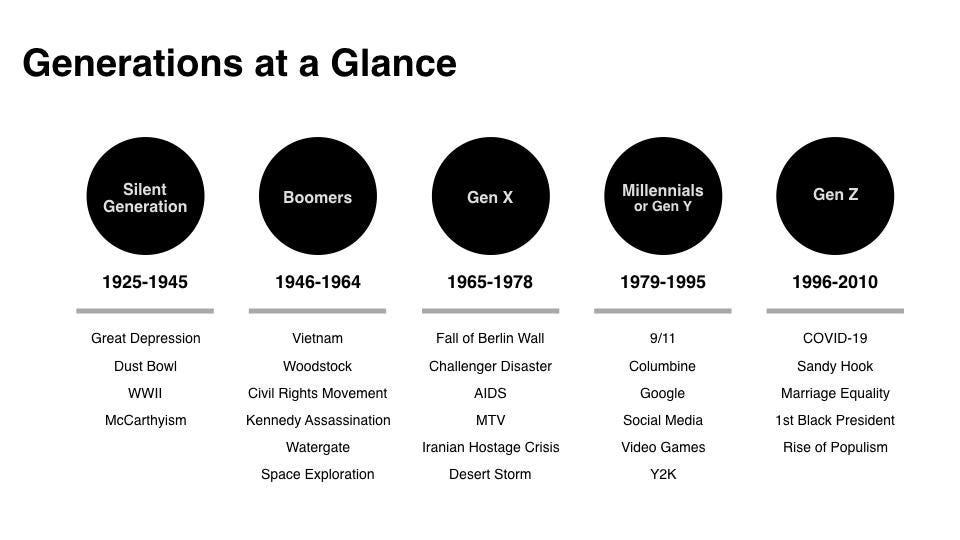 Generations at a Glance
Silent
Generation
1925-1945
Great Depression
Dust Bowl
WWII
McCarthyism
Boomers
1946-1964
Vietnam
Woodstock
Civil Rights Movement
Kennedy Assassination
Watergate
Space Exploration
Gen X
1965-1978
Fall of Berlin Wall
Challenger Disaster
AIDS
MTV
Iranian Hostage Crisis
Desert Storm
Millennials
or Gen Y
1979-1995
9/11
Columbine
Google
Social Media
Video Games
Y2K
Gen Z
1996-2010
COVID-19
Sandy Hook
Marriage Equality
1st Black President
Rise of Populism